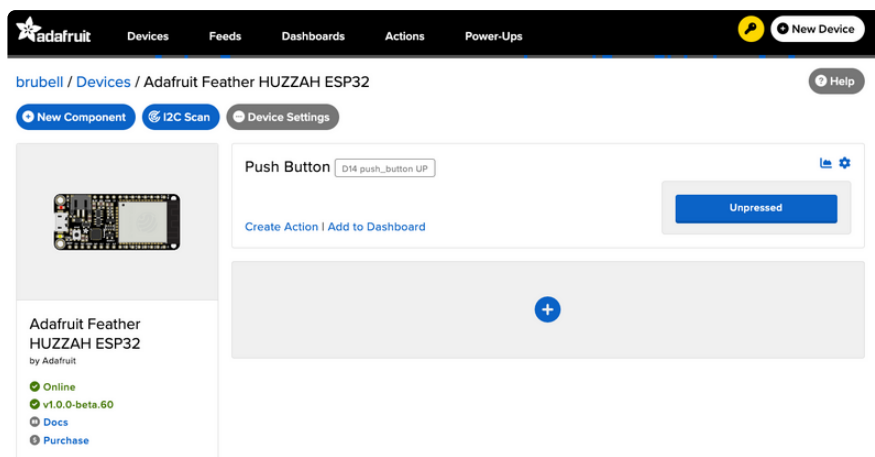 adafruit Devices Feeds Dashboards Actions Power-Ups New Device
brubell / Devices / Adafruit Feather HUZZAH ESP32 Help
New Component I2C Scan Device Settings
Push Button D14 push_button UP
Unpressed
Create Action | Add to Dashboard
Adafruit Feather
HUZZAH ESP32
by Adafruit
Online
v1.0.0-beta.60
Docs
Purchase